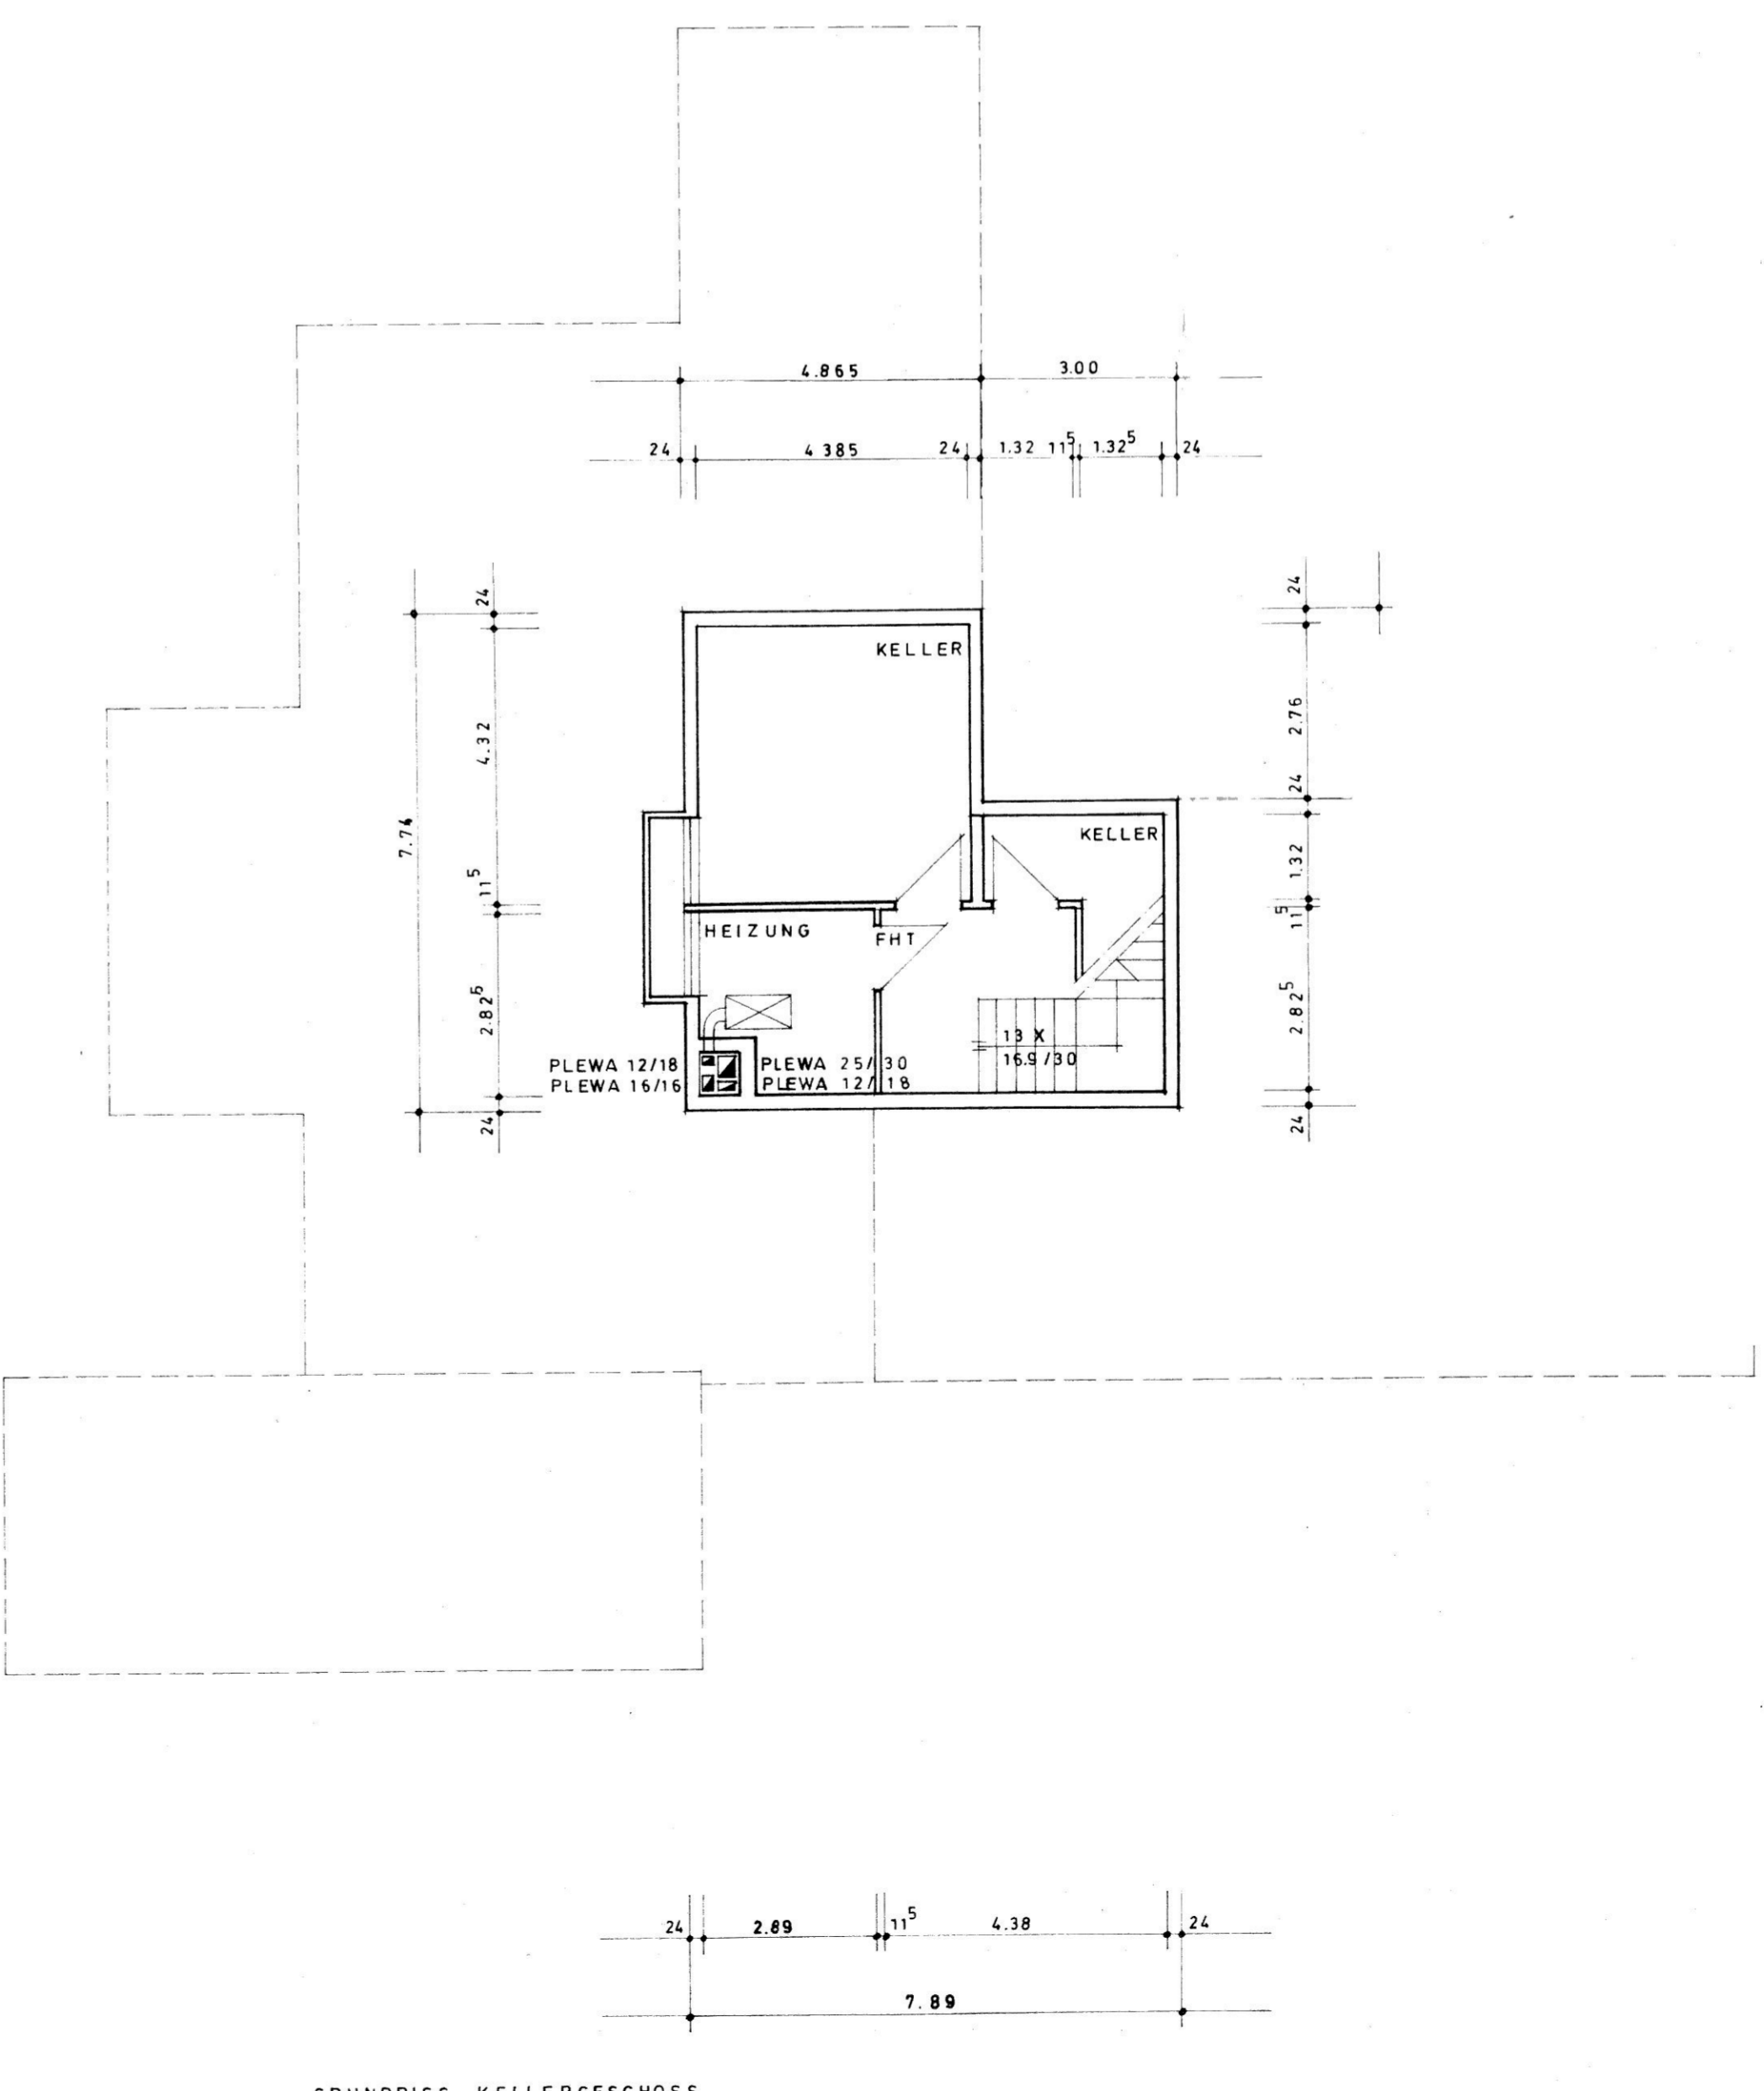 4.865 3.00
24 4 385 24 1.32 11⁵ 1.32⁵ 24
24
4.32
11⁵
2.82⁵
24
7.74
24
2.76
24
1.32
11⁵
2.82⁵
24
KELLER
KELLER
HEIZUNG
FHT
13 X
16.9/30
PLEWA 12/18
PLEWA 16/16
PLEWA 25/30
PLEWA 12/18
24 2.89 11⁵ 4.38 24
7.89
GRUNDRISS KELLERGESCHOSS